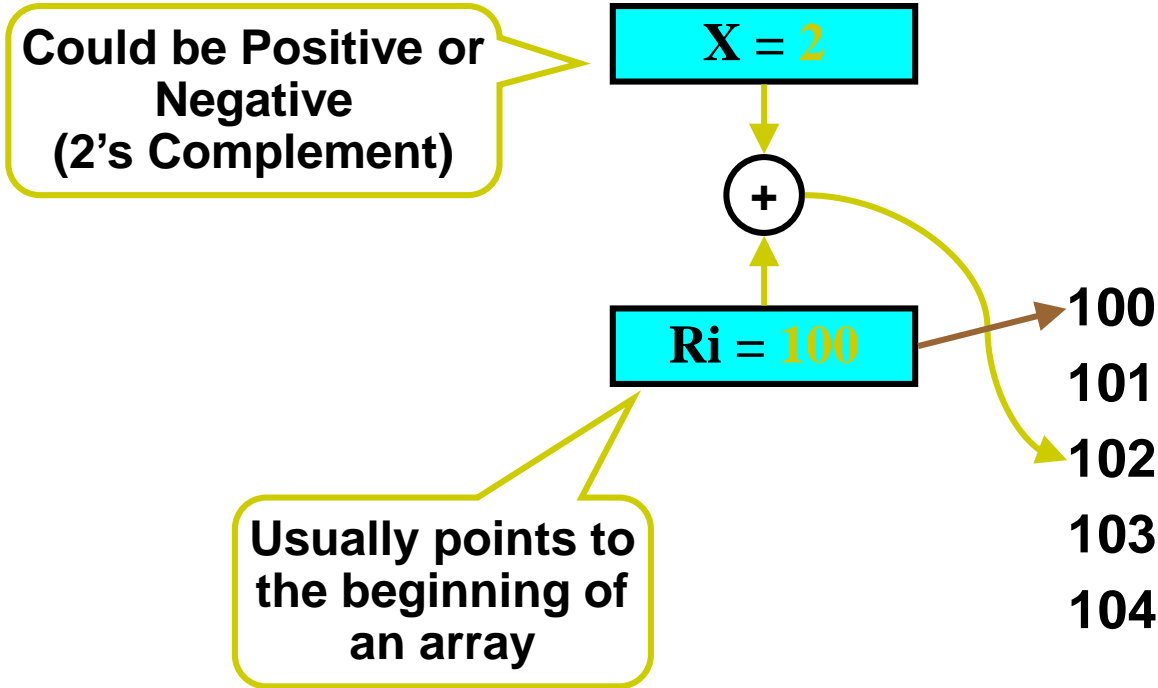 Could be Positive or
Negative
(2’s Complement)
X = 2
+
Ri = 100
Usually points to
the beginning of
an array
100
101
102
103
104